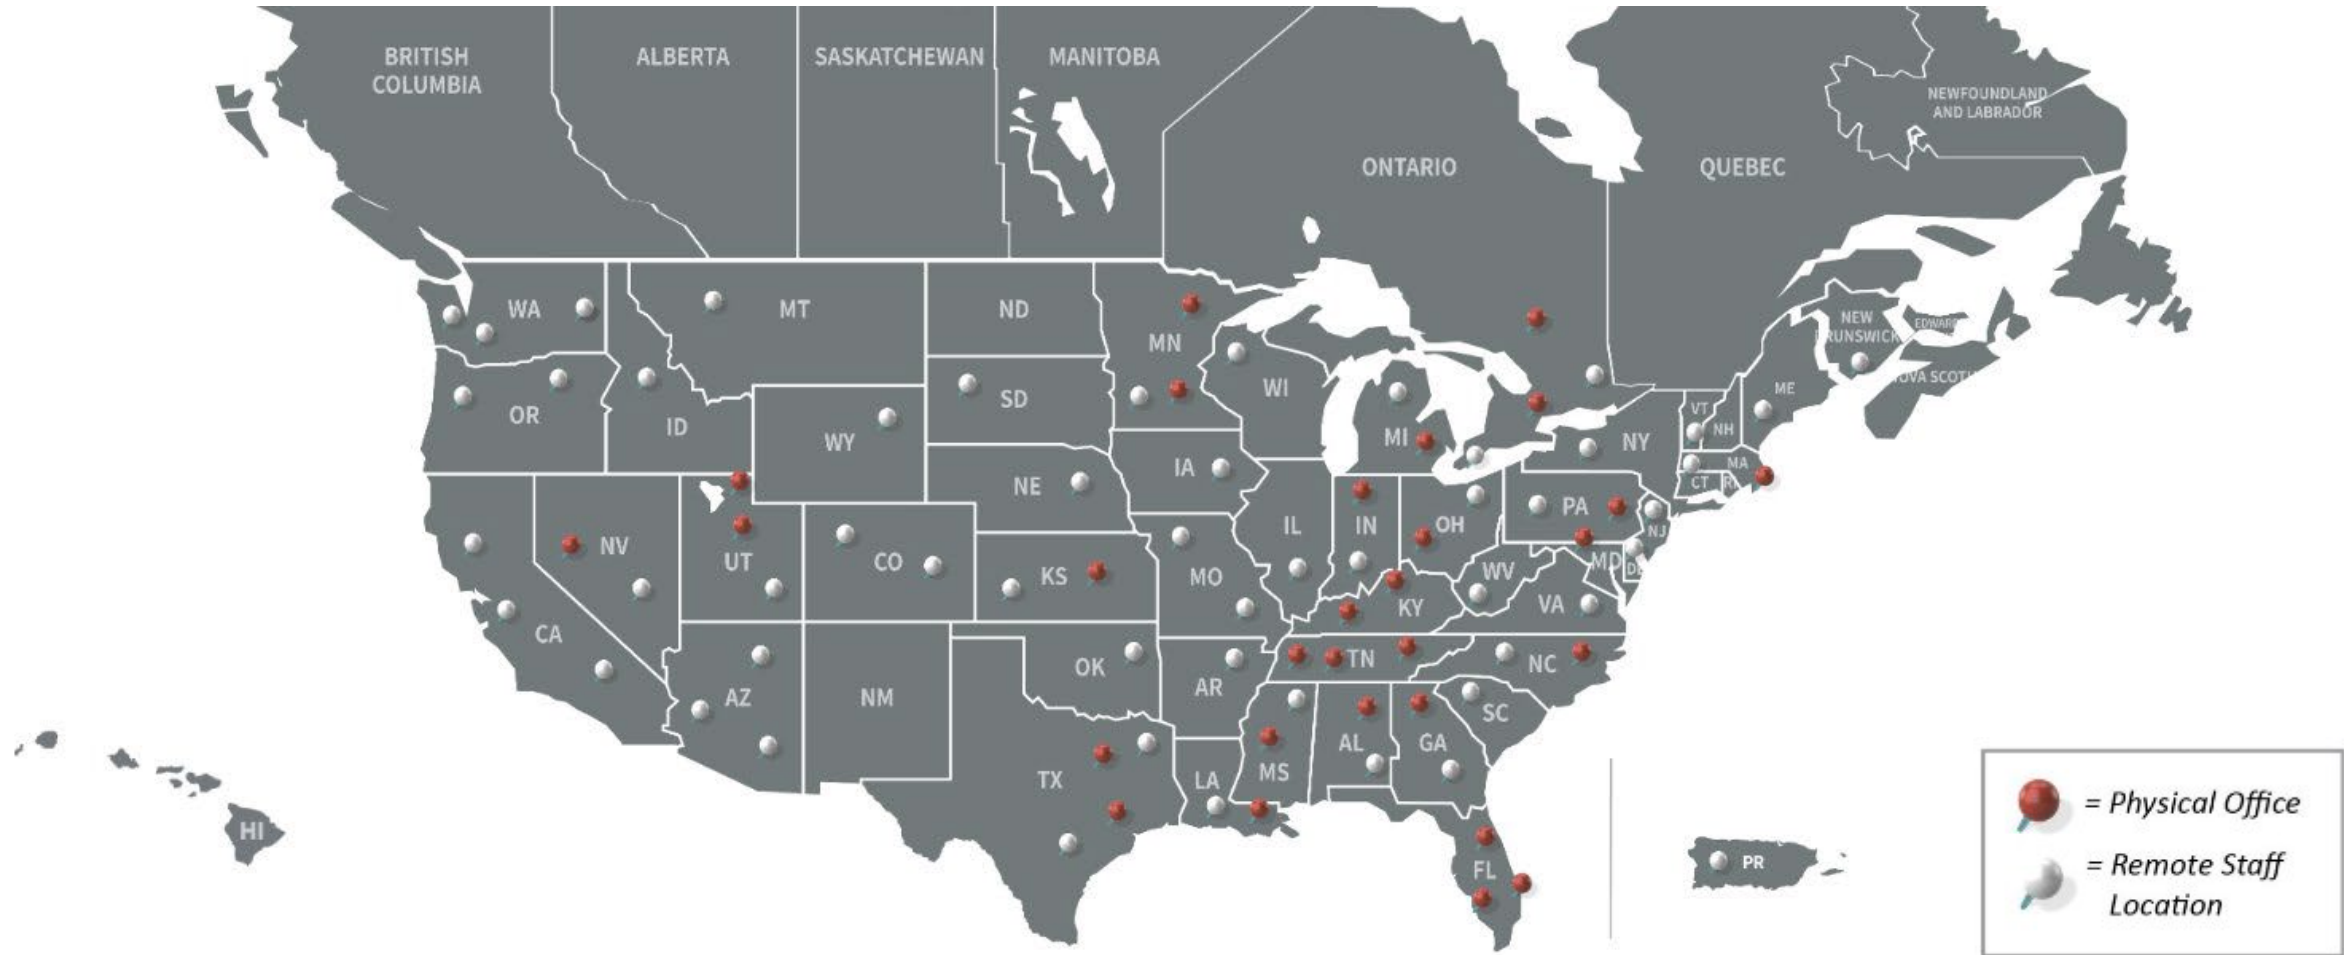 BRITISH
COLUMBIA
ALBERTA
SASKATCHEWAN
MANITOBA
ONTARIO
QUEBEC
NEWFOUNDLAND
AND LABRADOR
NEW
BRUNSWICK
EDWARD
NOVA SCOTI
WA
MT
ND
MN
WI
MI
OR
ID
WY
SD
IA
NE
NY
VT
NH
ME
MA
CT
RI
NV
UT
CO
KS
MO
IL
IN
OH
PA
NJ
MD
DE
WV
VA
KY
CA
AZ
NM
OK
AR
TN
NC
SC
TX
LA
MS
AL
GA
FL
HI
PR
= Physical Office
= Remote Staff
Location